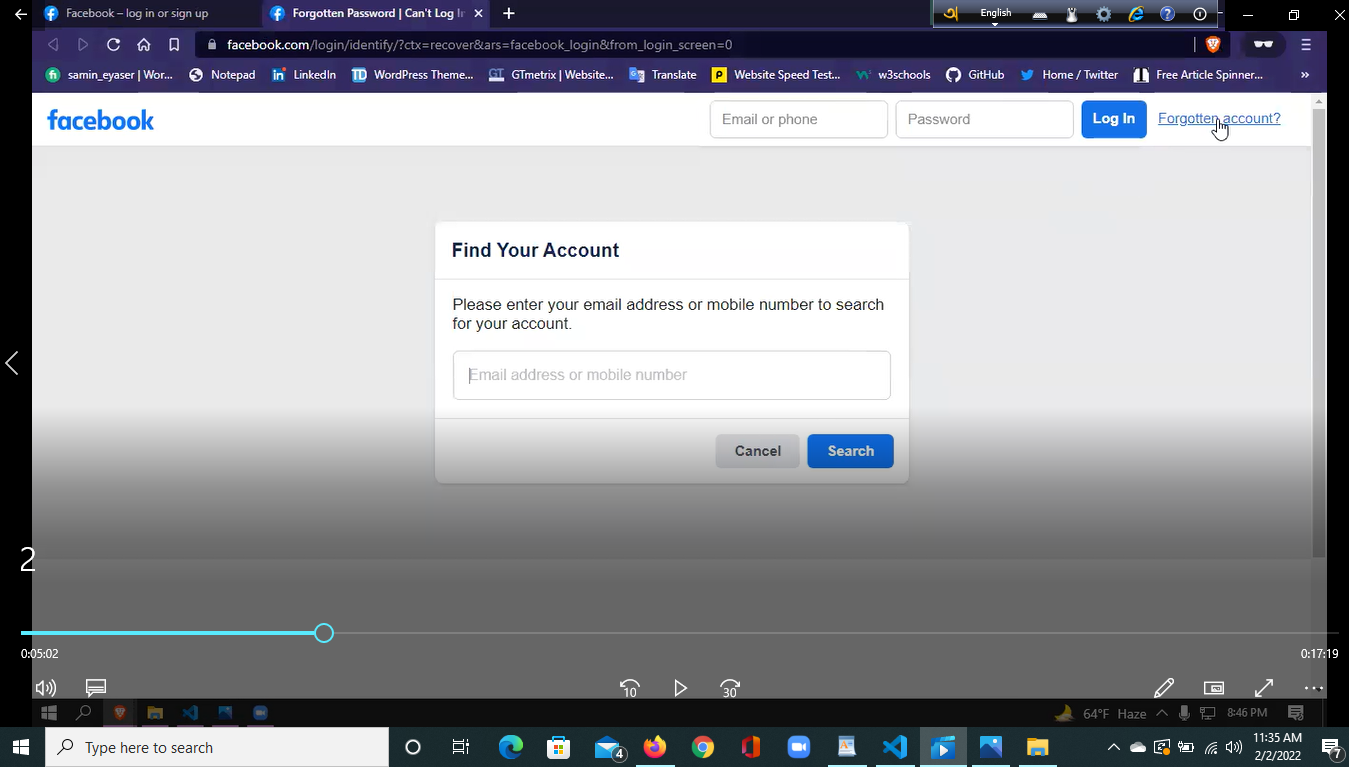 Facebook – log in or sign up
Forgotten Password | Can't Log In
English
facebook.com/login/identify/?ctx=recover&ars=facebook_login&from_login_screen=0
samin_eyaser | Wor...
Notepad
LinkedIn
WordPress Theme...
GTmetrix | Website...
Translate
Website Speed Test...
w3schools
GitHub
Home / Twitter
Free Article Spinner...
facebook
Email or phone
Password
Log In
Forgotten account?
Find Your Account
Please enter your email address or mobile number to search
for your account.
Email address or mobile number
Cancel
Search
2
0:05:02
0:17:19
10
30
64°F Haze
8:46 PM
Type here to search
4
11:35 AM
2/2/2022
7